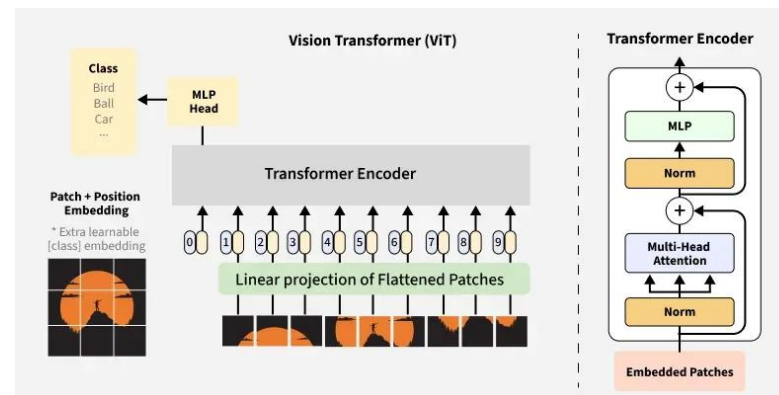 Vision Transformer (ViT)
Class
Bird
Ball
Car
...
MLP
Head
Transformer Encoder
Patch + Position
Embedding
* Extra learnable
[class] embedding
0 1 2 3 4 5 6 7 8 9
Linear projection of Flattened Patches
Transformer Encoder
+
MLP
Norm
+
Multi-Head
Attention
Norm
Embedded Patches